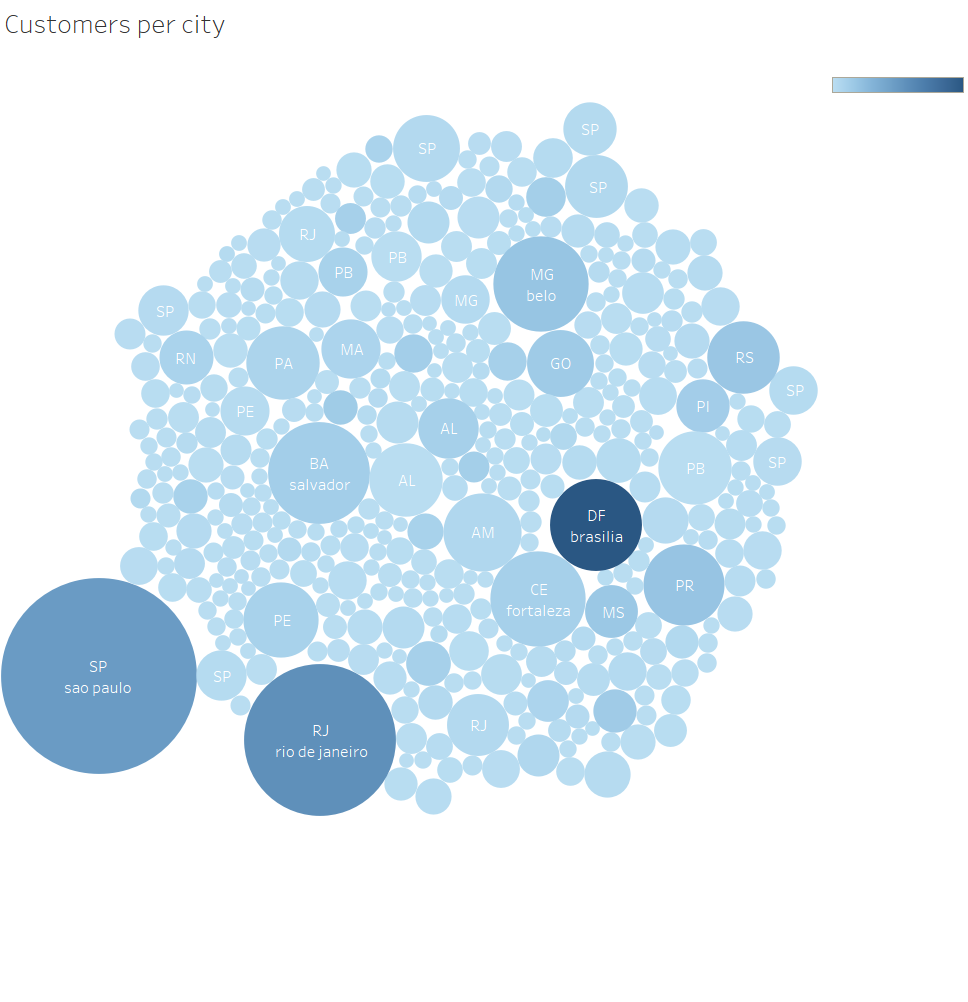 Customers per city
SP
SP
SP
RJ
PB
PB
MG
belo
MG
SP
RN
PA
MA
GO
RS
SP
PE
PI
AL
BA
salvador
AL
PB
SP
AM
DF
brasilia
CE
fortaleza
MS
PR
PE
SP
sao paulo
SP
RJ
rio de janeiro
RJ